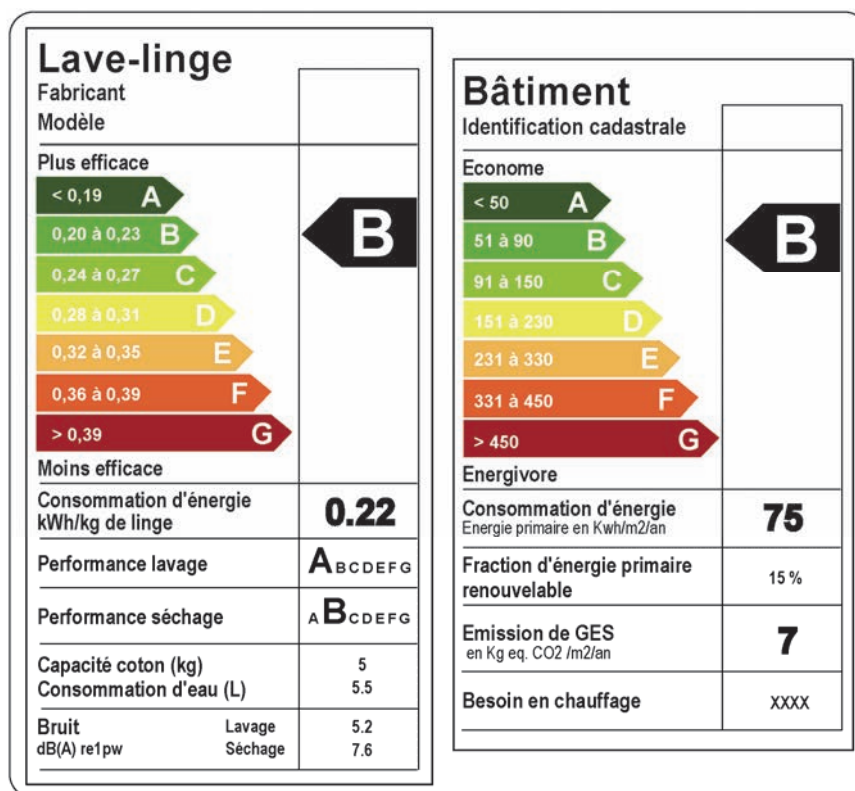 Lave-linge
Fabricant
Modèle
Plus efficace
< 0,19 A
0,20 à 0,23 B
0,24 à 0,27 C
0,28 à 0,31 D
0,32 à 0,35 E
0,36 à 0,39 F
> 0,39 G
B
Moins efficace
Consommation d'énergie
kWh/kg de linge
0.22
Performance lavage
A B C D E F G
Performance séchage
A B C D E F G
Capacité coton (kg) 5
Consommation d'eau (L) 5.5
Bruit Lavage 5.2
dB(A) re1pw Séchage 7.6
Bâtiment
Identification cadastrale
Econome
< 50 A
51 à 90 B
91 à 150 C
151 à 230 D
231 à 330 E
331 à 450 F
> 450 G
B
Energivore
Consommation d'énergie
Energie primaire en Kwh/m2/an
75
Fraction d'énergie primaire
renouvelable
15 %
Emission de GES
en Kg eq. CO2 /m2/an
7
Besoin en chauffage XXXX